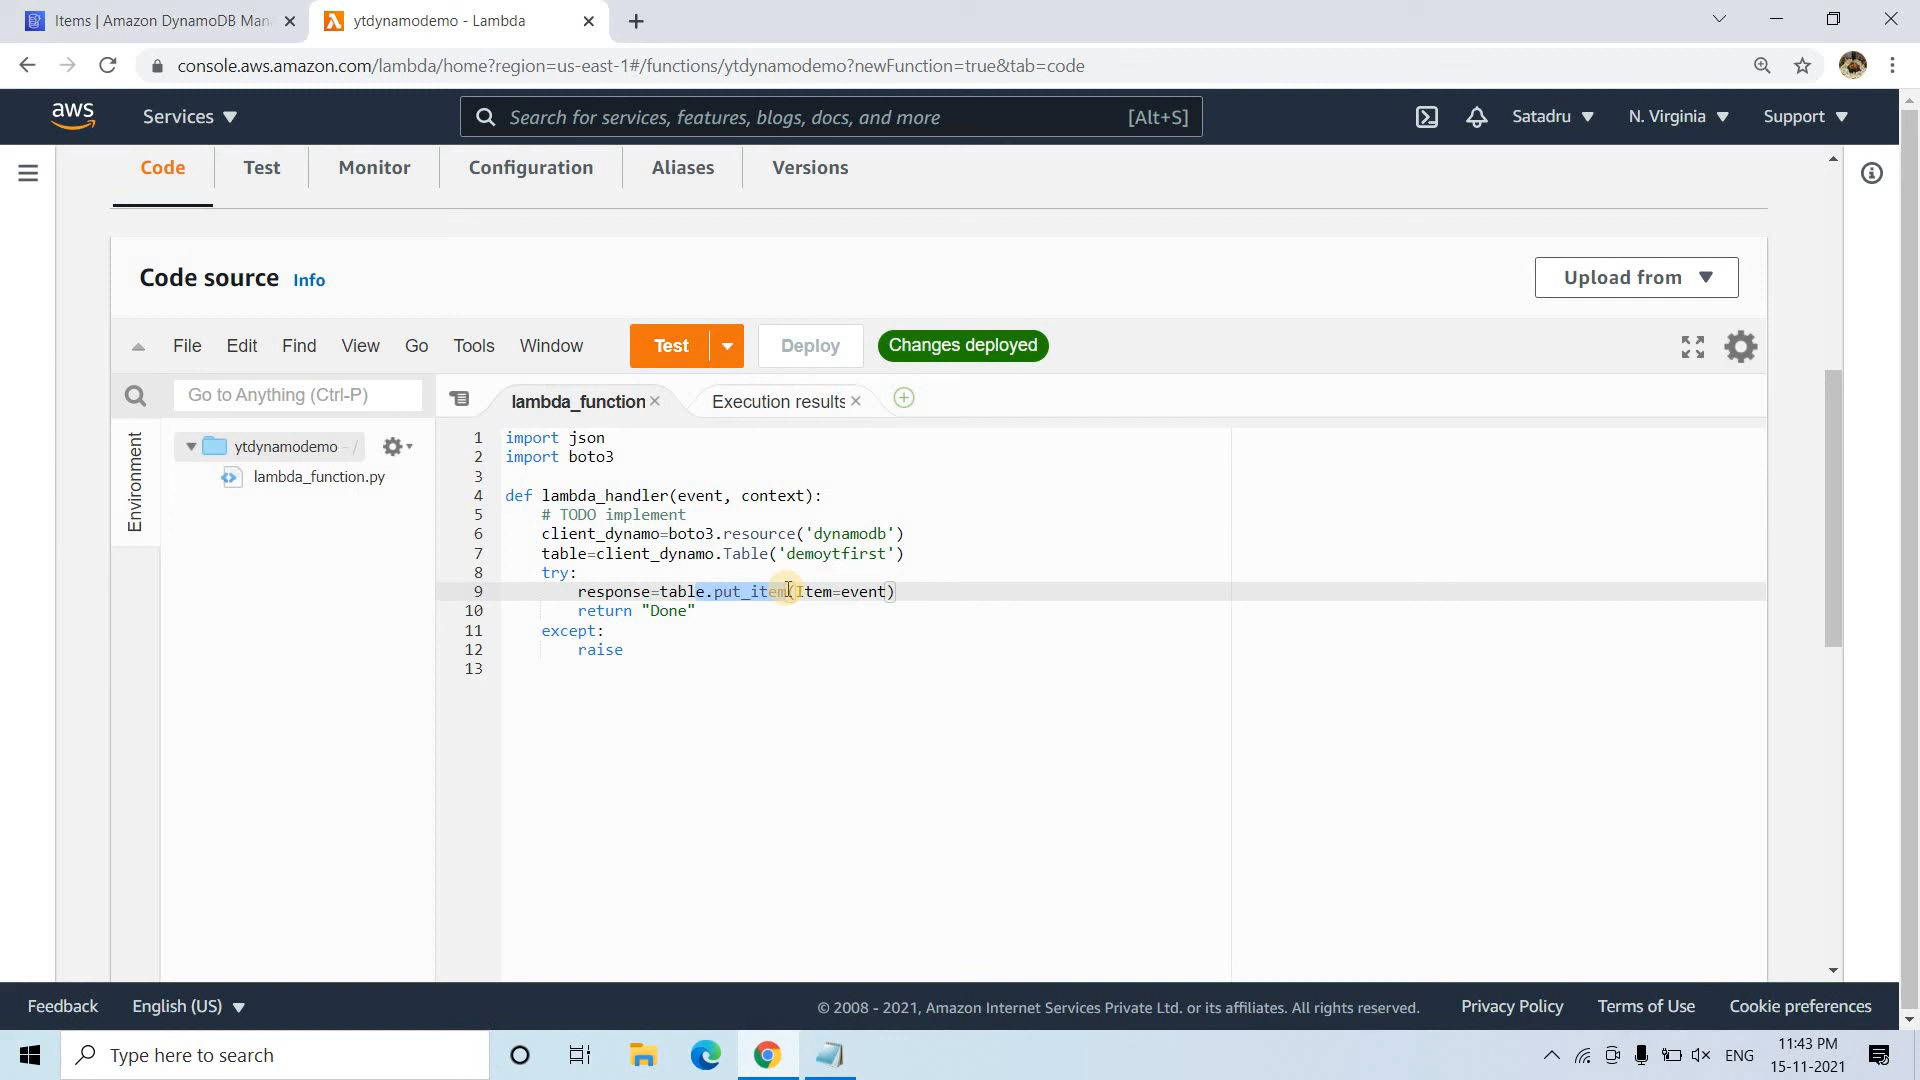 Items | Amazon DynamoDB Man
ytdynamodemo - Lambda
console.aws.amazon.com/lambda/home?region=us-east-1#/functions/ytdynamodemo?newFunction=true&tab=code
aws
Services
Search for services, features, blogs, docs, and more
[Alt+S]
Satadru
N. Virginia
Support
Code
Test
Monitor
Configuration
Aliases
Versions
Code source
Info
Upload from
File
Edit
Find
View
Go
Tools
Window
Test
Deploy
Changes deployed
Go to Anything (Ctrl-P)
lambda_function
Execution results
Environment
ytdynamodemo - /
lambda_function.py
1 import json
2 import boto3
3
4 def lambda_handler(event, context):
5 # TODO implement
6 client_dynamo=boto3.resource('dynamodb')
7 table=client_dynamo.Table('demoytfirst')
8 try:
9 response=table.put_item(Item=event)
10 return "Done"
11 except:
12 raise
13
Feedback
English (US)
© 2008 - 2021, Amazon Internet Services Private Ltd. or its affiliates. All rights reserved.
Privacy Policy
Terms of Use
Cookie preferences
Type here to search
ENG
11:43 PM
15-11-2021